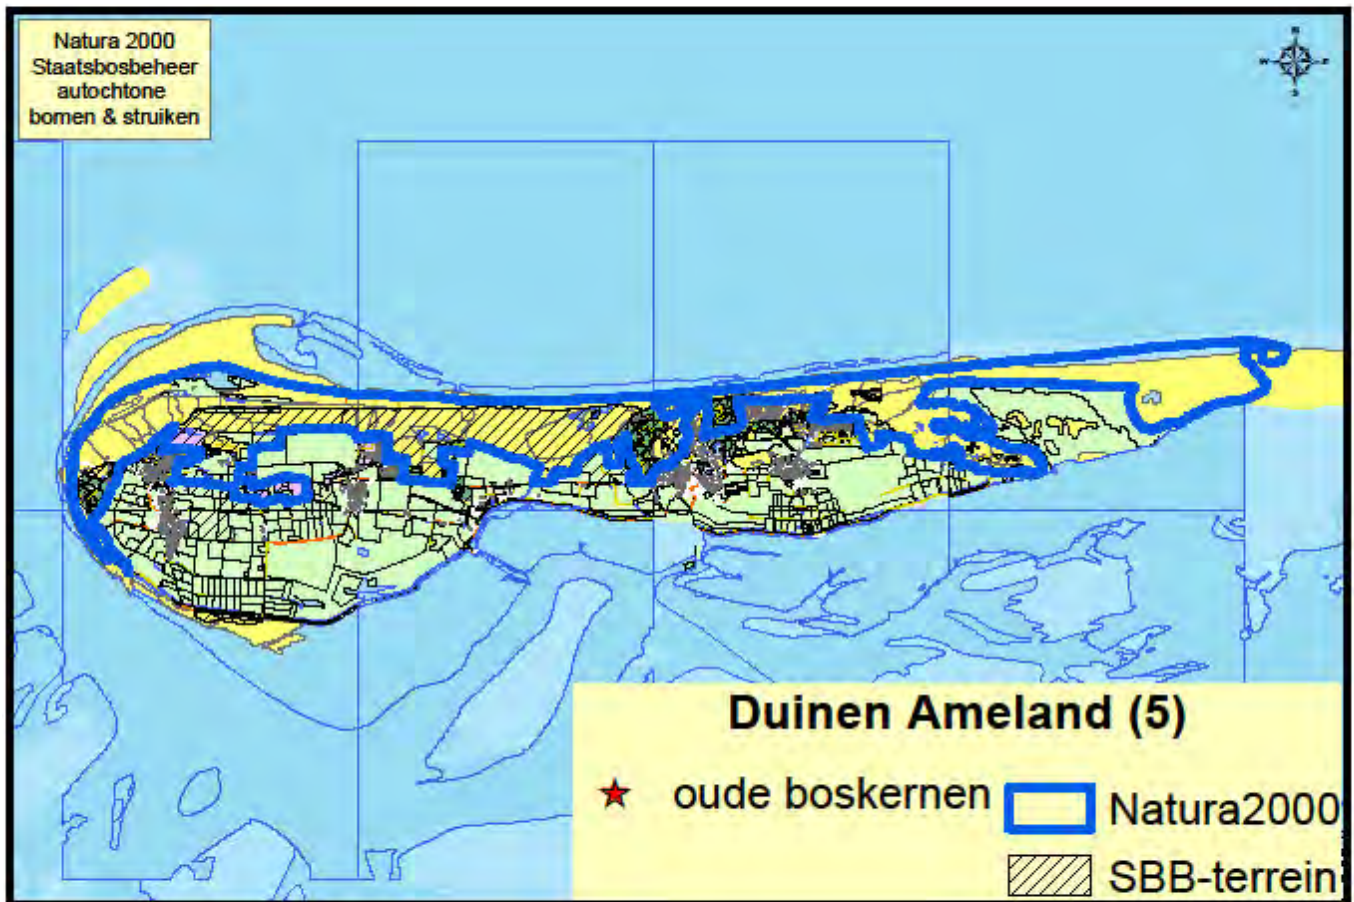 Natura 2000
Staatsbosbeheer
autochtone
bomen & struiken
N
W E
S
Duinen Ameland (5)
oude boskernen
Natura2000
SBB-terrein